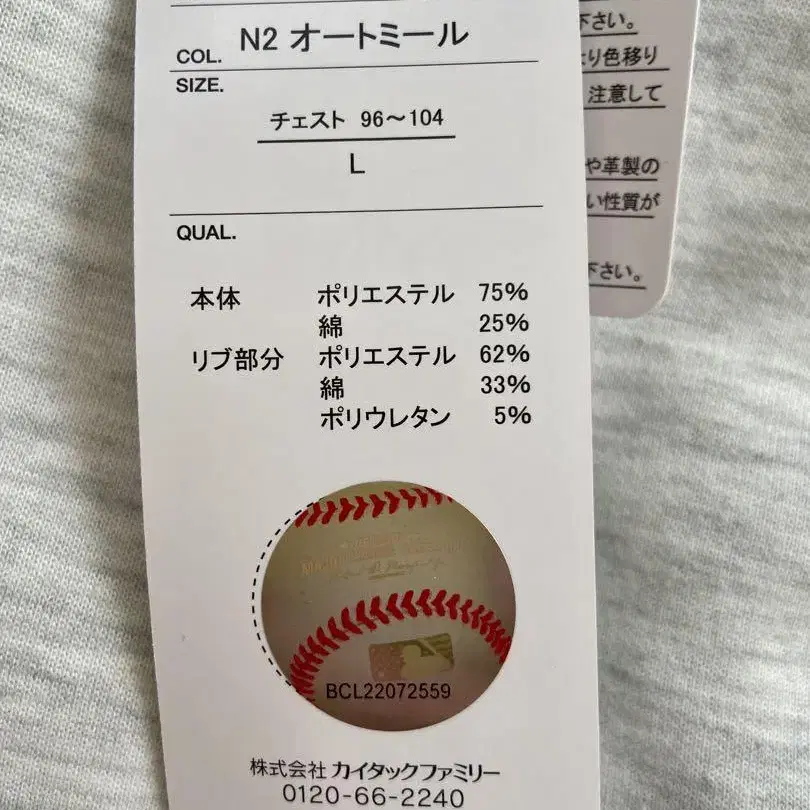 COL. N2 オートミール
SIZE.
チェスト 96〜104
L
QUAL.
本体 ポリエステル 75%
綿 25%
リブ部分 ポリエステル 62%
綿 33%
ポリウレタン 5%
BCL22072559
株式会社 カイタックファミリー
0120-66-2240
下さい。
り色移り
注意して
や革製の
い性質が
下さい。